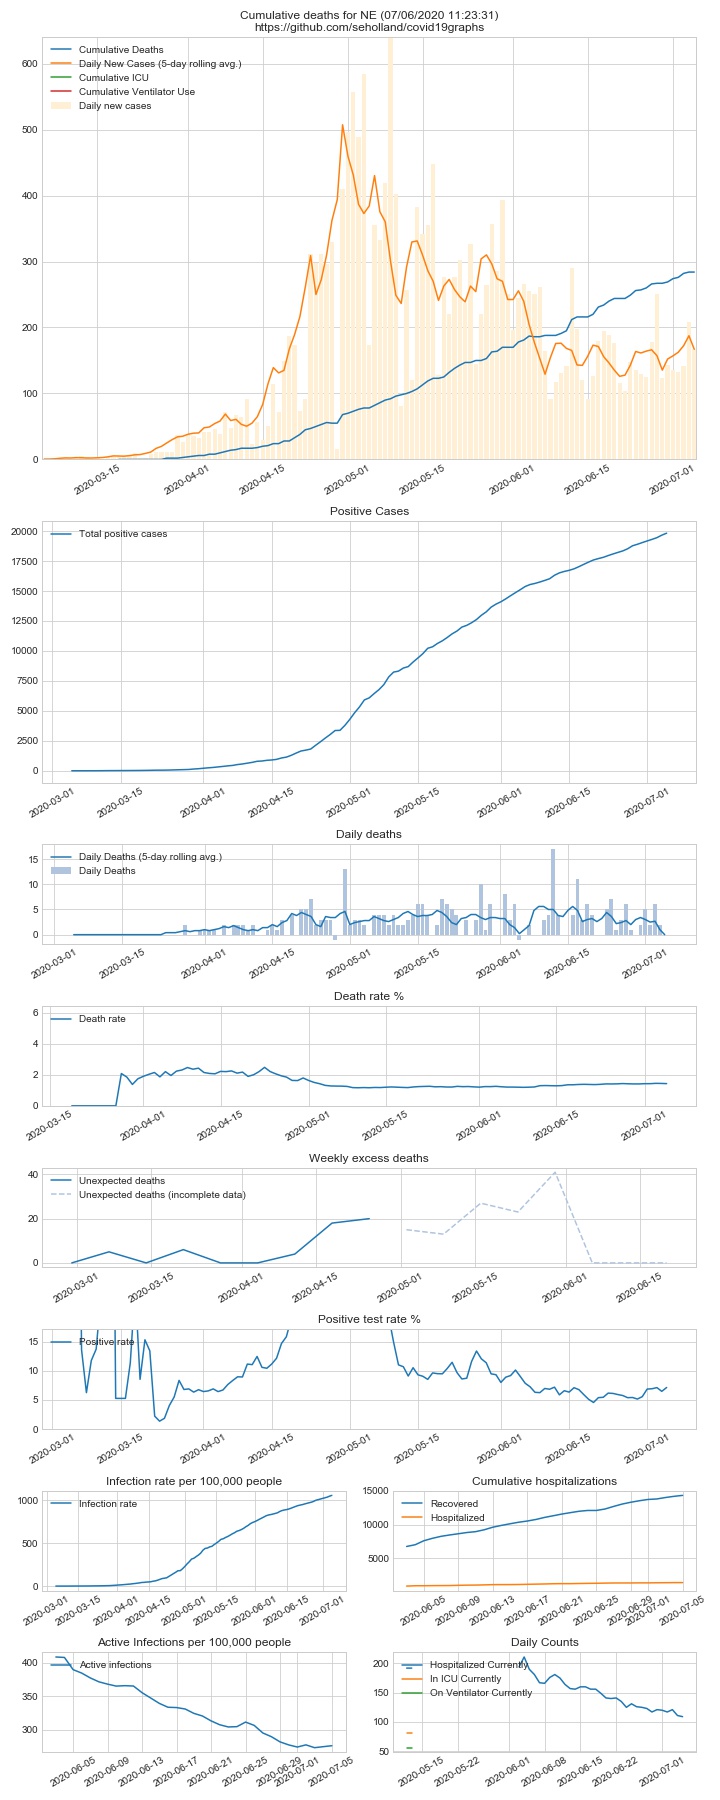 Cumulative deaths for NE (07/06/2020 11:23:31)
https://github.com/seholland/covid19graphs
Cumulative Deaths
Daily New Cases (5-day rolling avg.)
Cumulative ICU
Cumulative Ventilator Use
Daily new cases
600
500
400
300
200
100
0
2020-03-15 2020-04-01 2020-04-15 2020-05-01 2020-05-15 2020-06-01 2020-06-15 2020-07-01
Positive Cases
Total positive cases
20000
17500
15000
12500
10000
7500
5000
2500
0
2020-03-01 2020-03-15 2020-04-01 2020-04-15 2020-05-01 2020-05-15 2020-06-01 2020-06-15 2020-07-01
Daily deaths
Daily Deaths (5-day rolling avg.)
Daily Deaths
15
10
5
0
2020-03-01 2020-03-15 2020-04-01 2020-04-15 2020-05-01 2020-05-15 2020-06-01 2020-06-15 2020-07-01
Death rate %
Death rate
6
4
2
0
2020-03-15 2020-04-01 2020-04-15 2020-05-01 2020-05-15 2020-06-01 2020-06-15 2020-07-01
Weekly excess deaths
Unexpected deaths
Unexpected deaths (incomplete data)
40
20
0
2020-03-01 2020-03-15 2020-04-01 2020-04-15 2020-05-01 2020-05-15 2020-06-01 2020-06-15
Positive test rate %
Positive rate
15
10
5
0
2020-03-01 2020-03-15 2020-04-01 2020-04-15 2020-05-01 2020-05-15 2020-06-01 2020-06-15 2020-07-01
Infection rate per 100,000 people
Infection rate
1000
500
0
2020-03-01 2020-03-15 2020-04-01 2020-04-15 2020-05-01 2020-05-15 2020-06-01 2020-06-15 2020-07-01
Cumulative hospitalizations
Recovered
Hospitalized
15000
10000
5000
2020-06-05 2020-06-09 2020-06-13 2020-06-17 2020-06-21 2020-06-25 2020-06-29 2020-07-01 2020-07-05
Active Infections per 100,000 people
Active infections
400
350
300
2020-06-05 2020-06-09 2020-06-13 2020-06-17 2020-06-21 2020-06-25 2020-06-29 2020-07-01 2020-07-05
Daily Counts
Hospitalized Currently
In ICU Currently
On Ventilator Currently
200
150
100
50
2020-05-15 2020-05-22 2020-06-01 2020-06-08 2020-06-15 2020-06-22 2020-07-01